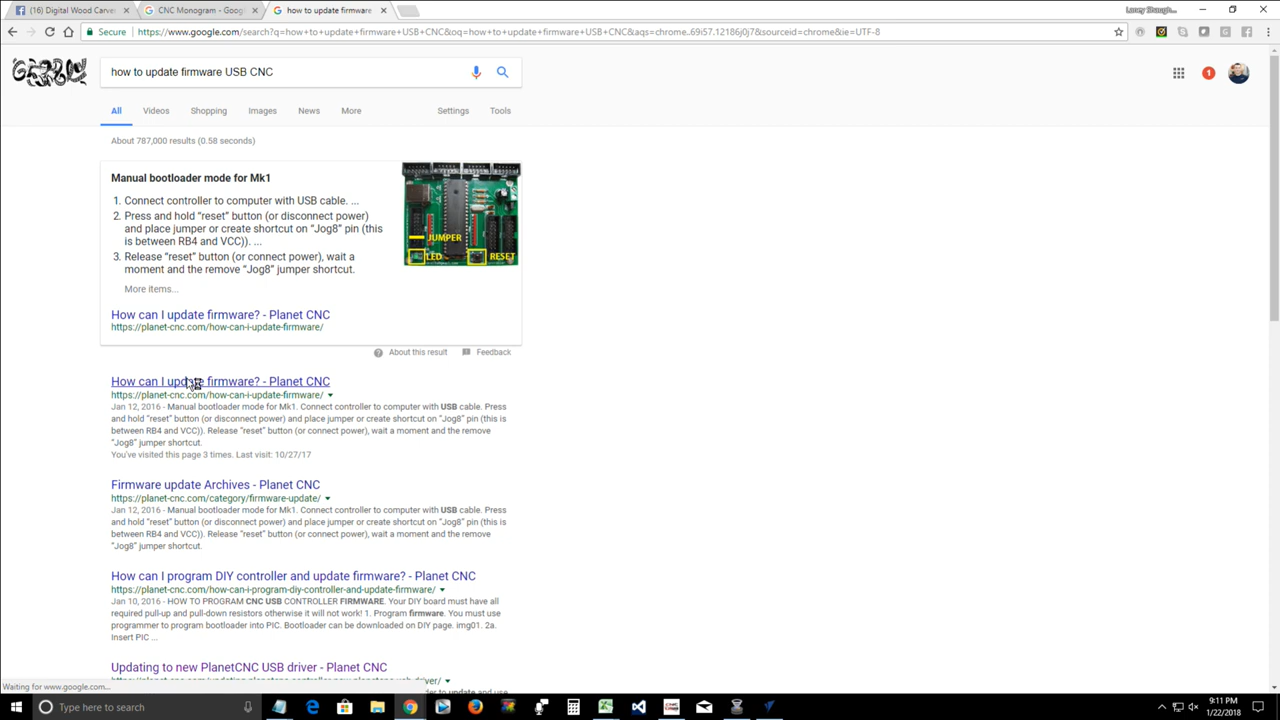 (16) Digital Wood Carve
CNC Monogram - Goog
how to update firmware
Secure
https://www.google.com/search?q=how+to+update+firmware+USB+CNC&oq=how+to+update+firmware+USB+CNC&aqs=chrome..69i57.12186j0j7&sourceid=chrome&ie=UTF-8
how to update firmware USB CNC
1
All Videos Shopping Images News More Settings Tools
About 787,000 results (0.58 seconds)
Manual bootloader mode for Mk1
1. Connect controller to computer with USB cable. ...
2. Press and hold “reset” button (or disconnect power)
and place jumper or create shortcut on “Jog8” pin (this
is between RB4 and VCC)). ...
3. Release “reset” button (or connect power), wait a
moment and the remove “Jog8” jumper shortcut.
More items...
JUMPER
LED
RESET
How can I update firmware? - Planet CNC
https://planet-cnc.com/how-can-i-update-firmware/
About this result
Feedback
How can I update firmware? - Planet CNC
https://planet-cnc.com/how-can-i-update-firmware/
Jan 12, 2016 - Manual bootloader mode for Mk1. Connect controller to computer with USB cable. Press
and hold “reset” button (or disconnect power) and place jumper or create shortcut on “Jog8” pin (this is
between RB4 and VCC)). Release “reset” button (or connect power), wait a moment and the remove
“Jog8” jumper shortcut.
You've visited this page 3 times. Last visit: 10/27/17
Firmware update Archives - Planet CNC
https://planet-cnc.com/category/firmware-update/
Jan 12, 2016 - Manual bootloader mode for Mk1. Connect controller to computer with USB cable. Press
and hold “reset” button (or disconnect power) and place jumper or create shortcut on “Jog8” pin (this is
between RB4 and VCC)). Release “reset” button (or connect power), wait a moment and the remove
“Jog8” jumper shortcut.
How can I program DIY controller and update firmware? - Planet CNC
https://planet-cnc.com/how-can-i-program-diy-controller-and-update-firmware/
Jan 10, 2016 - HOW TO PROGRAM CNC USB CONTROLLER FIRMWARE. Your DIY board must have all
required pull-up and pull-down resistors otherwise it will not work! 1. Program firmware. You must use
programmer to program bootloader into PIC. Bootloader can be downloaded on DIY page. img01. 2a.
Insert PIC ...
Updating to new PlanetCNC USB driver - Planet CNC
Waiting for www.google.com...
Type here to search
9:11 PM
1/22/2018